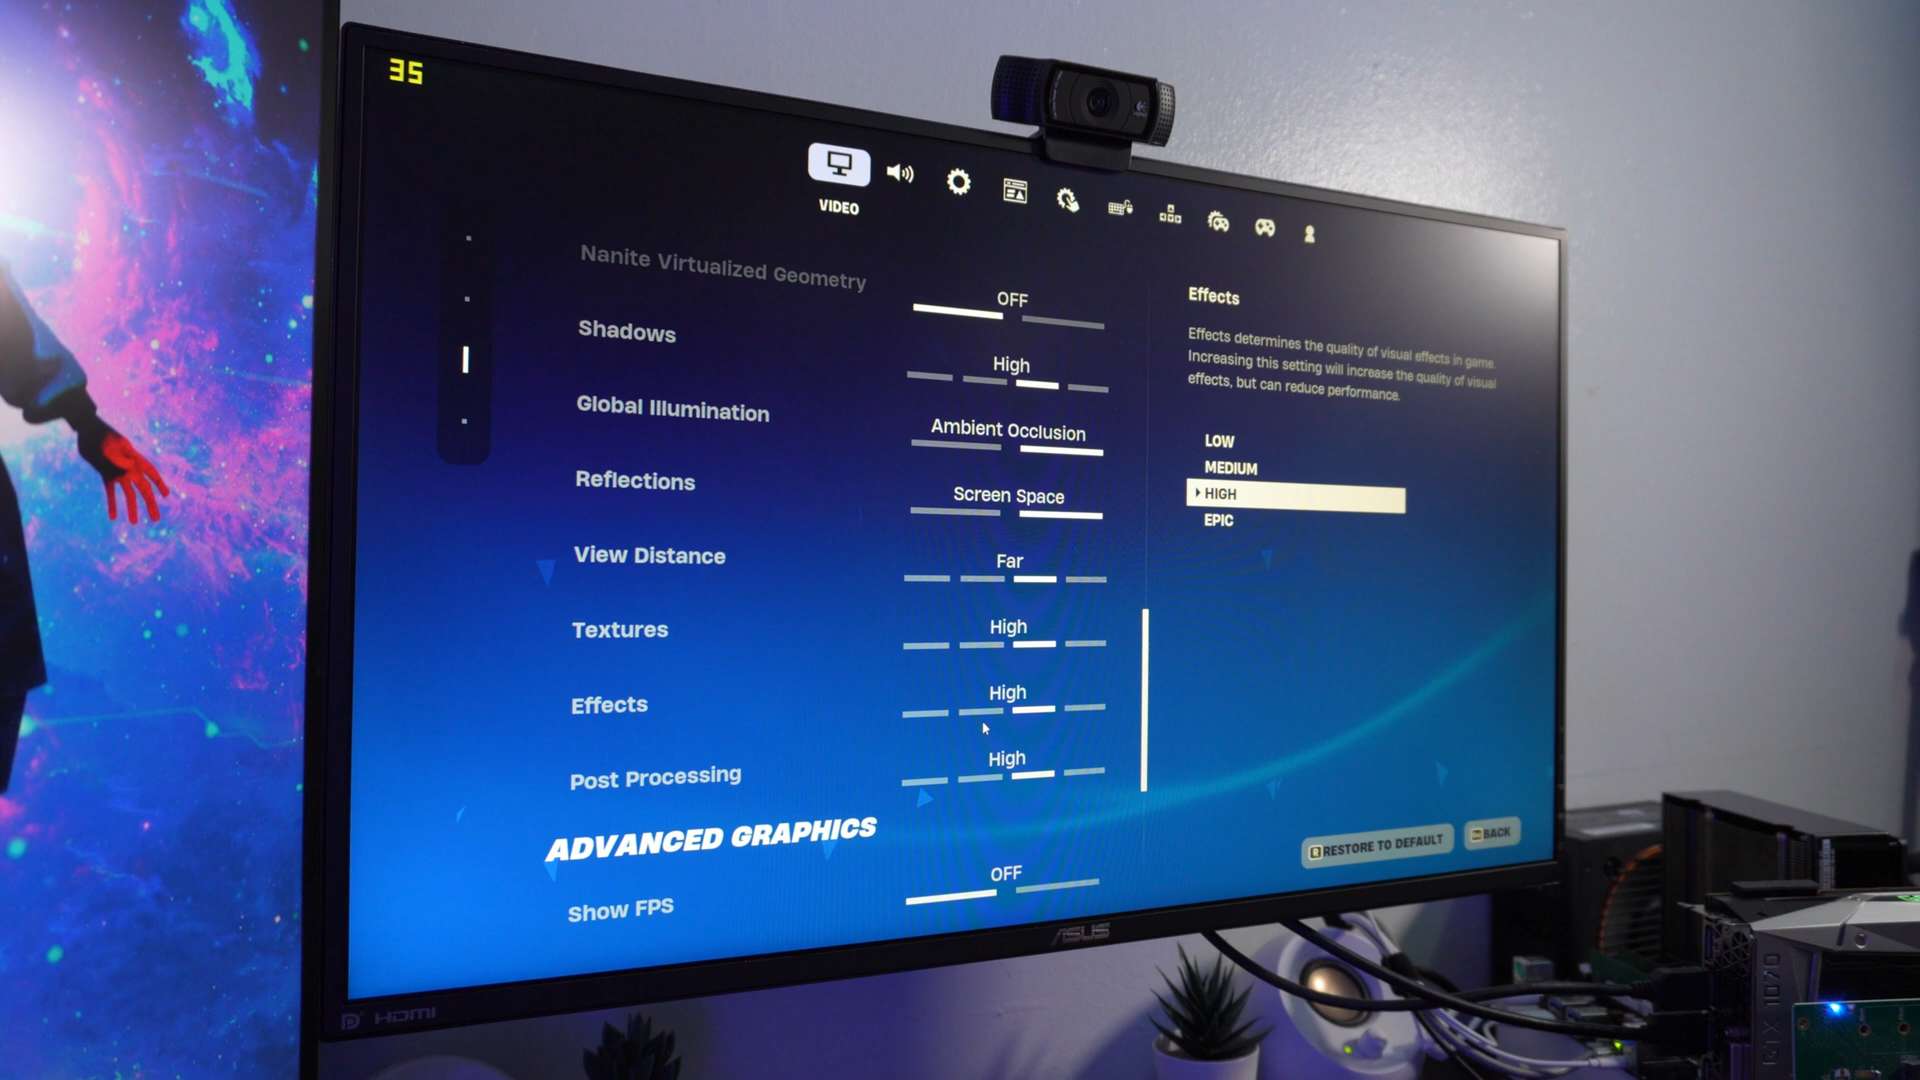 35
logitech
VIDEO
Nanite Virtualized Geometry
OFF
Shadows
High
Global Illumination
Ambient Occlusion
Reflections
Screen Space
View Distance
Far
Textures
High
Effects
High
Post Processing
High
ADVANCED GRAPHICS
Show FPS
OFF
Effects
Effects determines the quality of visual effects in game.
Increasing this setting will increase the quality of visual
effects, but can reduce performance.
LOW
MEDIUM
HIGH
EPIC
R RESTORE TO DEFAULT
BACK
ASUS
HDMI
GTX 1070